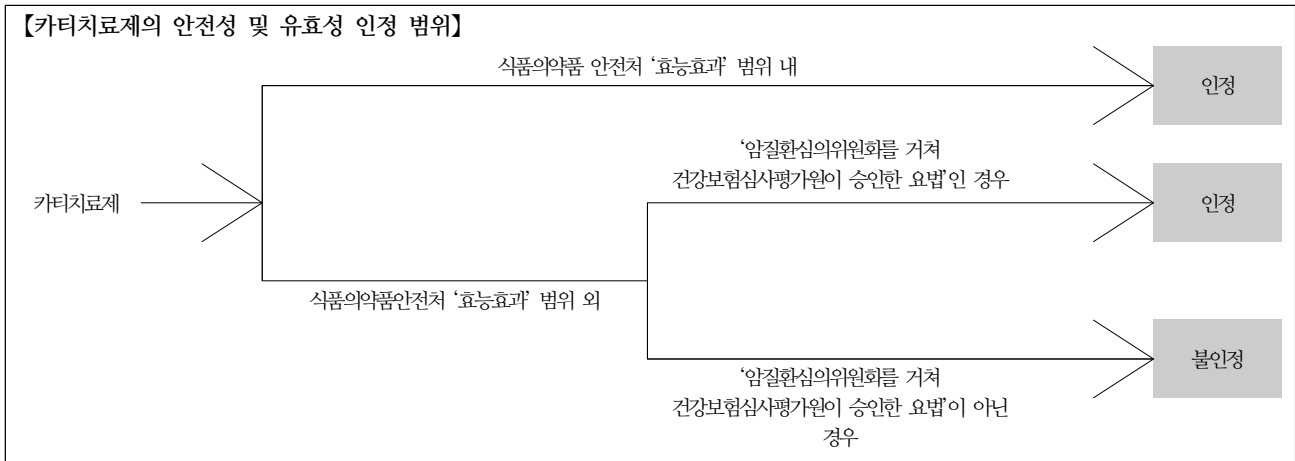 【카티치료제의 안전성 및 유효성 인정 범위】
식품의약품 안전처 ‘효능효과’ 범위 내
인정
‘암질환심의위원회를 거쳐
건강보험심사평가원이 승인한 요법’인 경우
인정
카티치료제
식품의약품안전처 ‘효능효과’ 범위 외
불인정
‘암질환심의위원회를 거쳐
건강보험심사평가원이 승인한 요법’이 아닌
경우